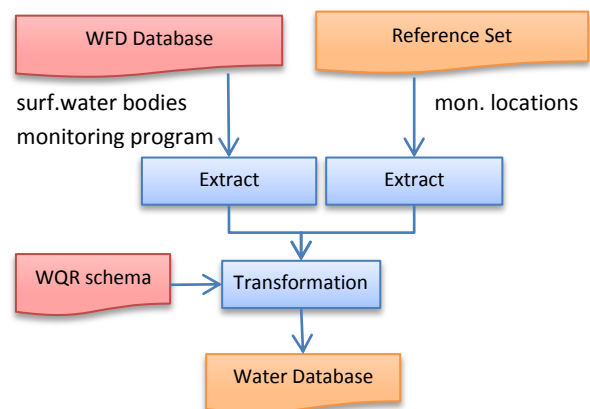 WFD Database
Reference Set
surf.water bodies
monitoring program
mon. locations
Extract
Extract
WQR schema
Transformation
Water Database